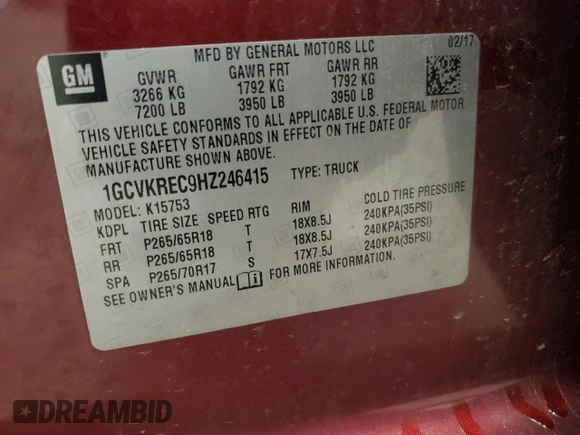 GM
MFD BY GENERAL MOTORS LLC 02/17
GVWR GAWR FRT GAWR RR
3266 KG 1792 KG 1792 KG
7200 LB 3950 LB 3950 LB
THIS VEHICLE CONFORMS TO ALL APPLICABLE U.S. FEDERAL MOTOR
VEHICLE SAFETY STANDARDS IN EFFECT ON THE DATE OF
MANUFACTURE SHOWN ABOVE.
1GCVKREC9HZ246415 TYPE: TRUCK
MODEL: K15753
KDPL TIRE SIZE SPEED RTG RIM COLD TIRE PRESSURE
FRT P265/65R18 T 18X8.5J 240KPA(35PSI)
RR P265/65R18 T 18X8.5J 240KPA(35PSI)
SPA P265/70R17 S 17X7.5J 240KPA(35PSI)
SEE OWNER'S MANUAL FOR MORE INFORMATION.
DREAMBID